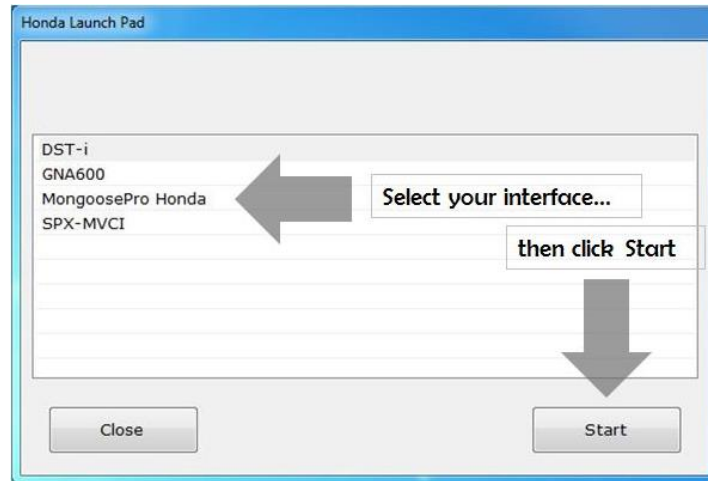 Honda Launch Pad
DST-i
GNA600
MongoosePro Honda
SPX-MVCI
Select your interface...
then click Start
Close
Start